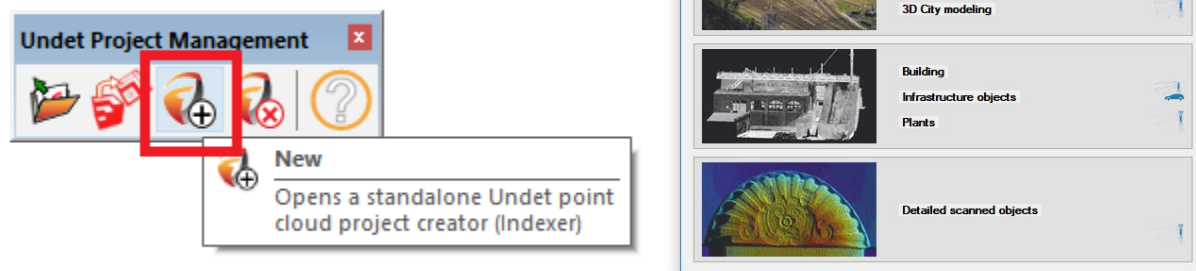 Undet Project Management
New
Opens a standalone Undet point
cloud project creator (Indexer)
3D City modeling
Building
Infrastructure objects
Plants
Detailed scanned objects